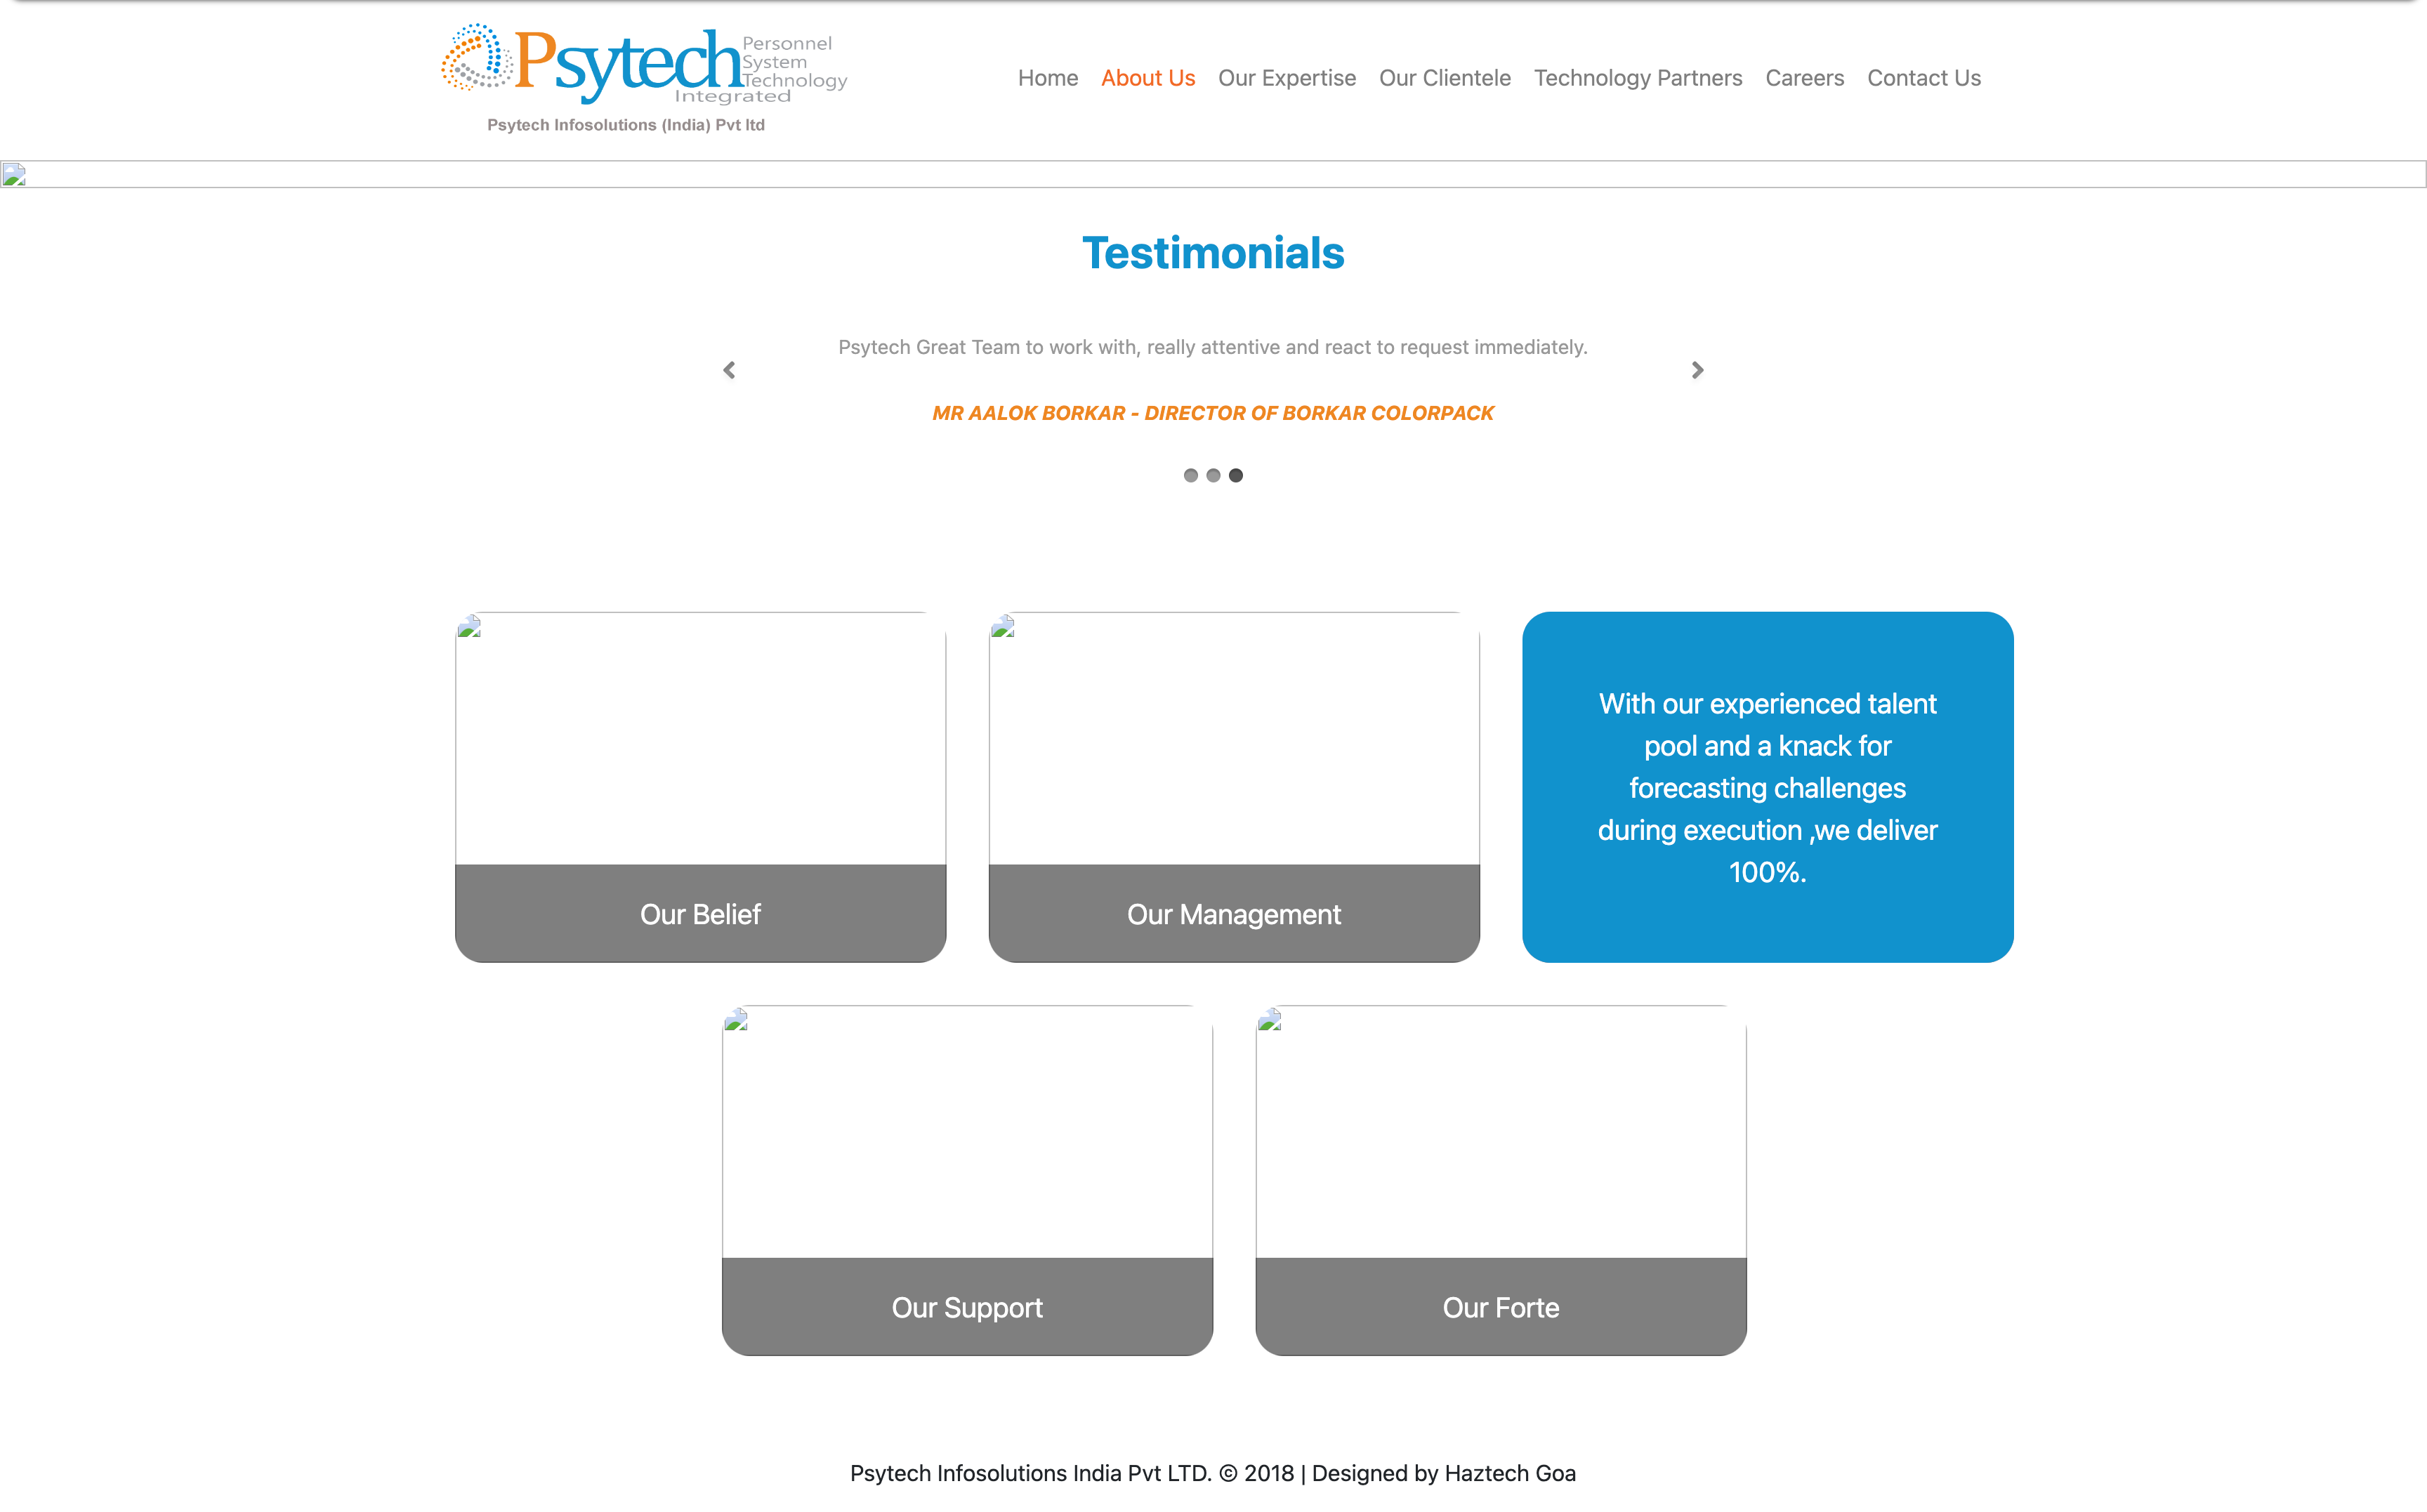 Psytech
Personnel
System
Technology
Integrated
Psytech Infosolutions (India) Pvt ltd
Home About Us Our Expertise Our Clientele Technology Partners Careers Contact Us
Testimonials
Psytech Great Team to work with, really attentive and react to request immediately.
MR AALOK BORKAR - DIRECTOR OF BORKAR COLORPACK
With our experienced talent
pool and a knack for
forecasting challenges
during execution ,we deliver
100%.
Our Belief
Our Management
Our Support
Our Forte
Psytech Infosolutions India Pvt LTD. © 2018 | Designed by Haztech Goa